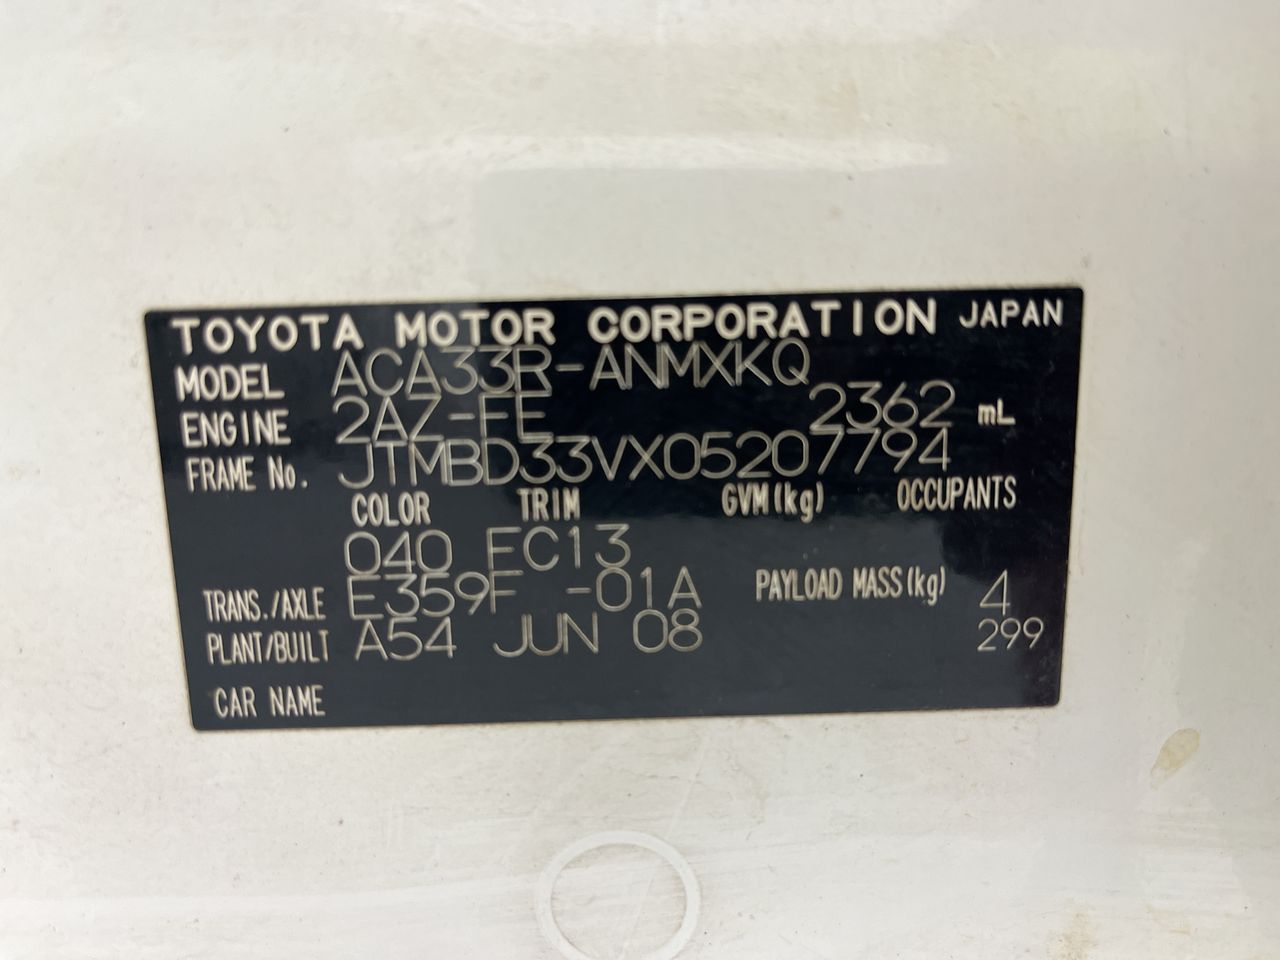 TOYOTA MOTOR CORPORATION JAPAN
MODEL ACA33R-ANMXKQ
ENGINE 2AZ-FE 2362 mL
FRAME No. JTMBD33VX05207794
COLOR TRIM GVM(kg) OCCUPANTS
040 FC13
TRANS./AXLE E359F -01A PAYLOAD MASS(kg) 4
PLANT/BUILT A54 JUN 08 299
CAR NAME